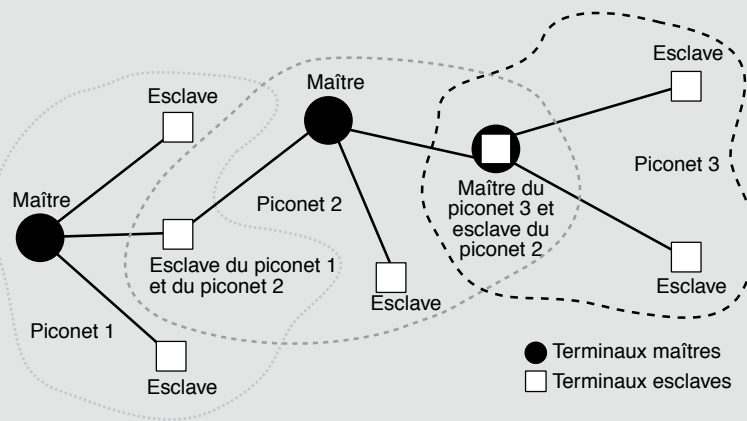 Esclave
Maître
Esclave
Maître
Piconet 3
Piconet 2
Maître du
piconet 3 et
esclave du
piconet 2
Esclave du piconet 1
et du piconet 2
Esclave
Esclave
Piconet 1
Esclave
Terminaux maîtres
Terminaux esclaves